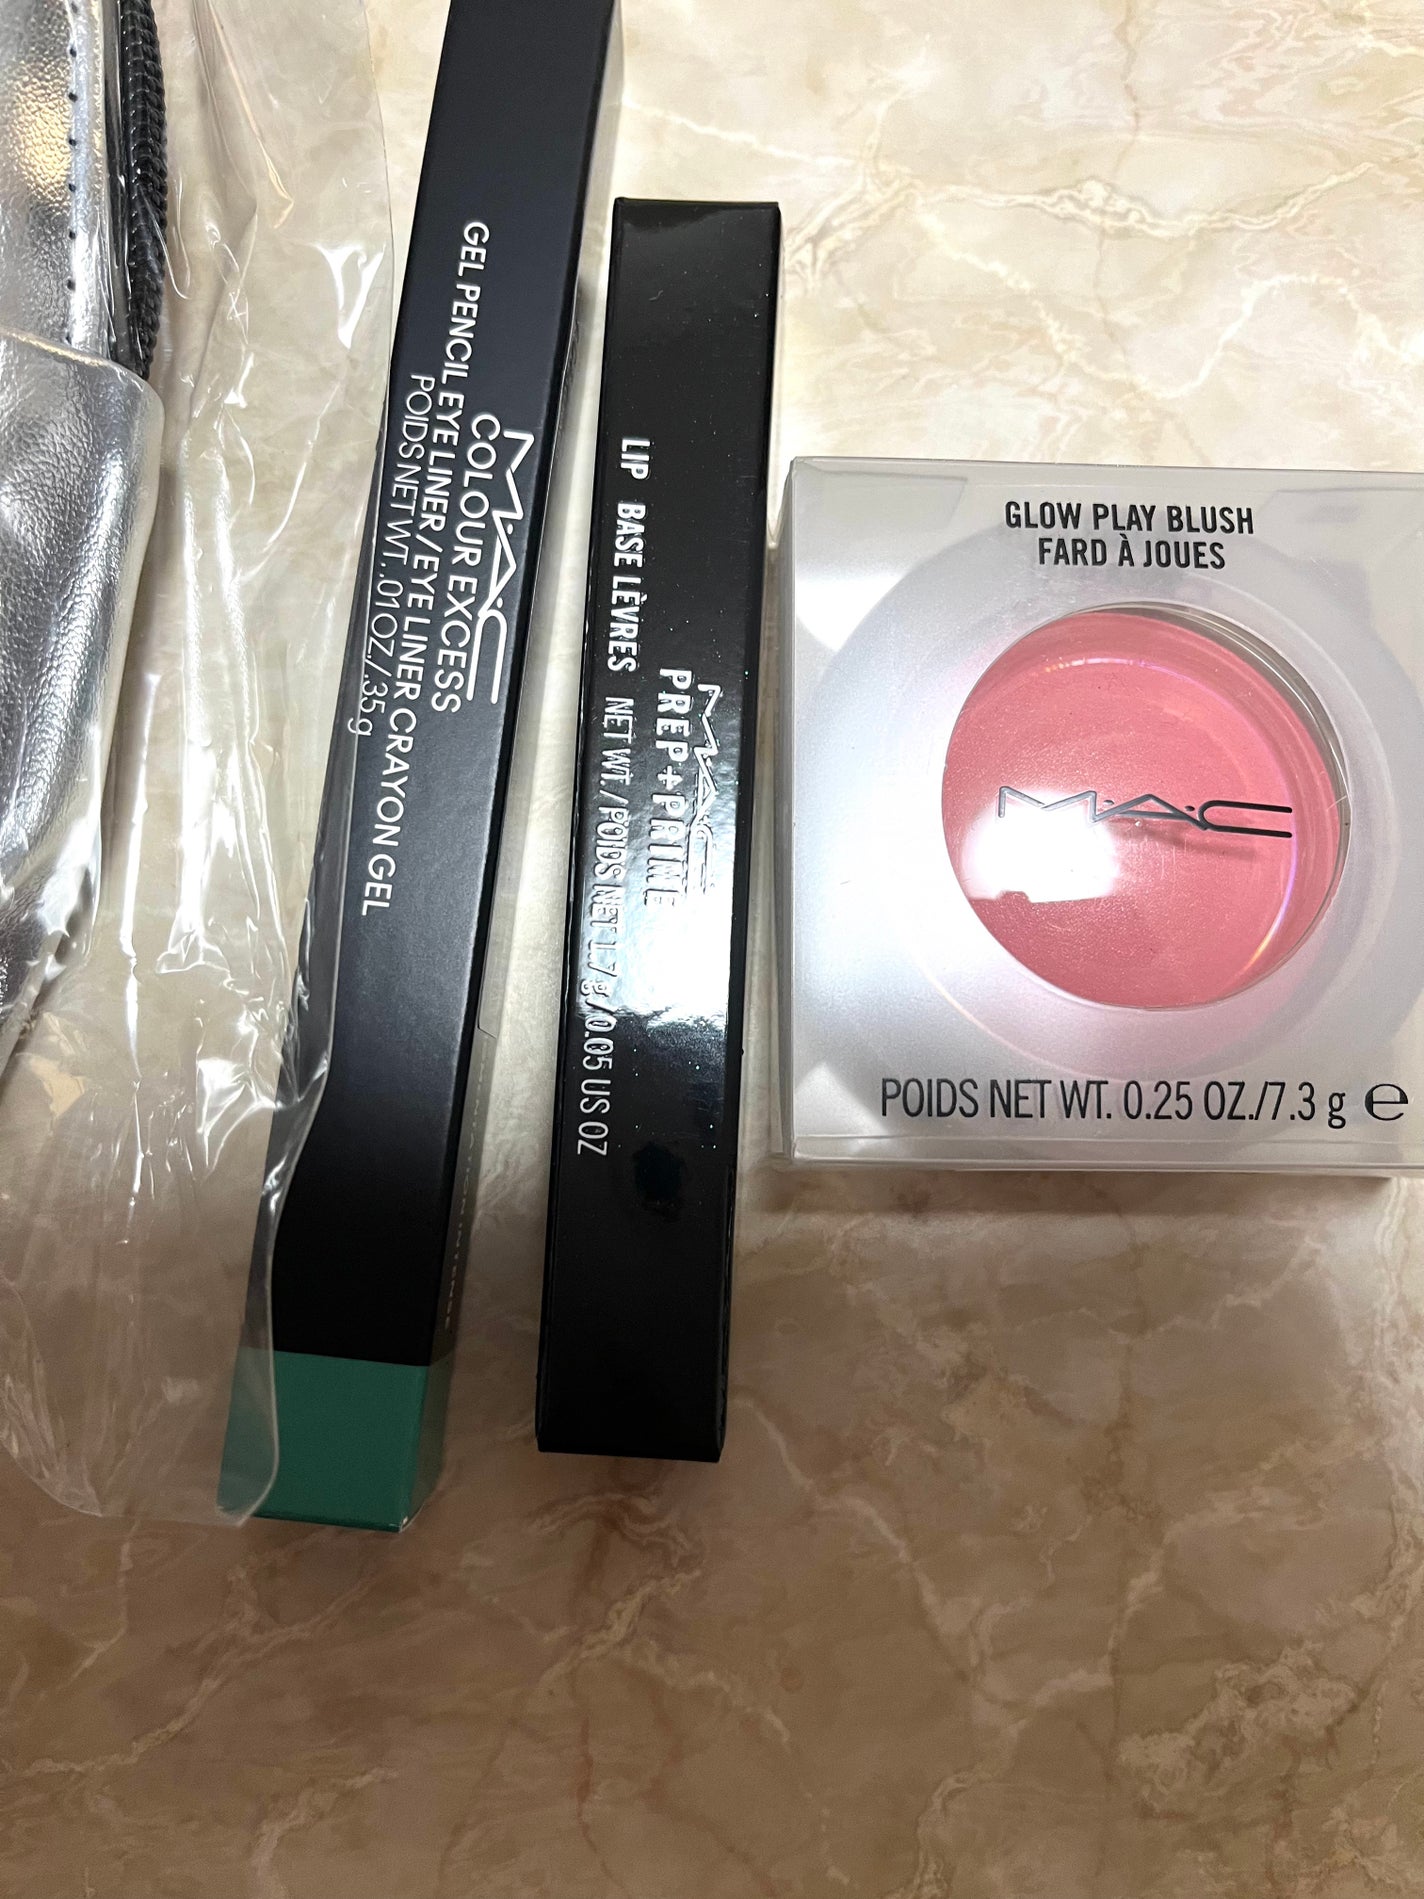 M·A·C
COLOUR EXCESS
GEL PENCIL EYE LINER / EYE LINER CRAYON GEL
POIDS NET WT. .01 OZ./.35 g
M·A·C
PREP+PRIME
LIP BASE LÈVRES NET WT./POIDS NET 1.7 g/0.05 US OZ
GLOW PLAY BLUSH
FARD À JOUES
M·A·C
POIDS NET WT. 0.25 OZ./7.3 g ℮